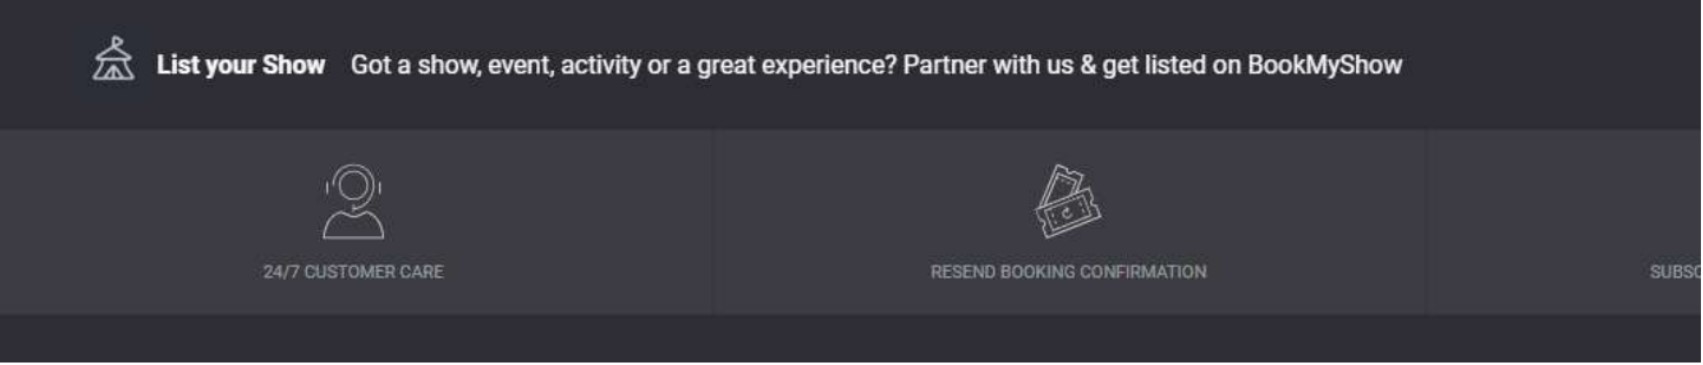 List your Show Got a show, event, activity or a great experience? Partner with us & get listed on BookMyShow
24/7 CUSTOMER CARE
RESEND BOOKING CONFIRMATION